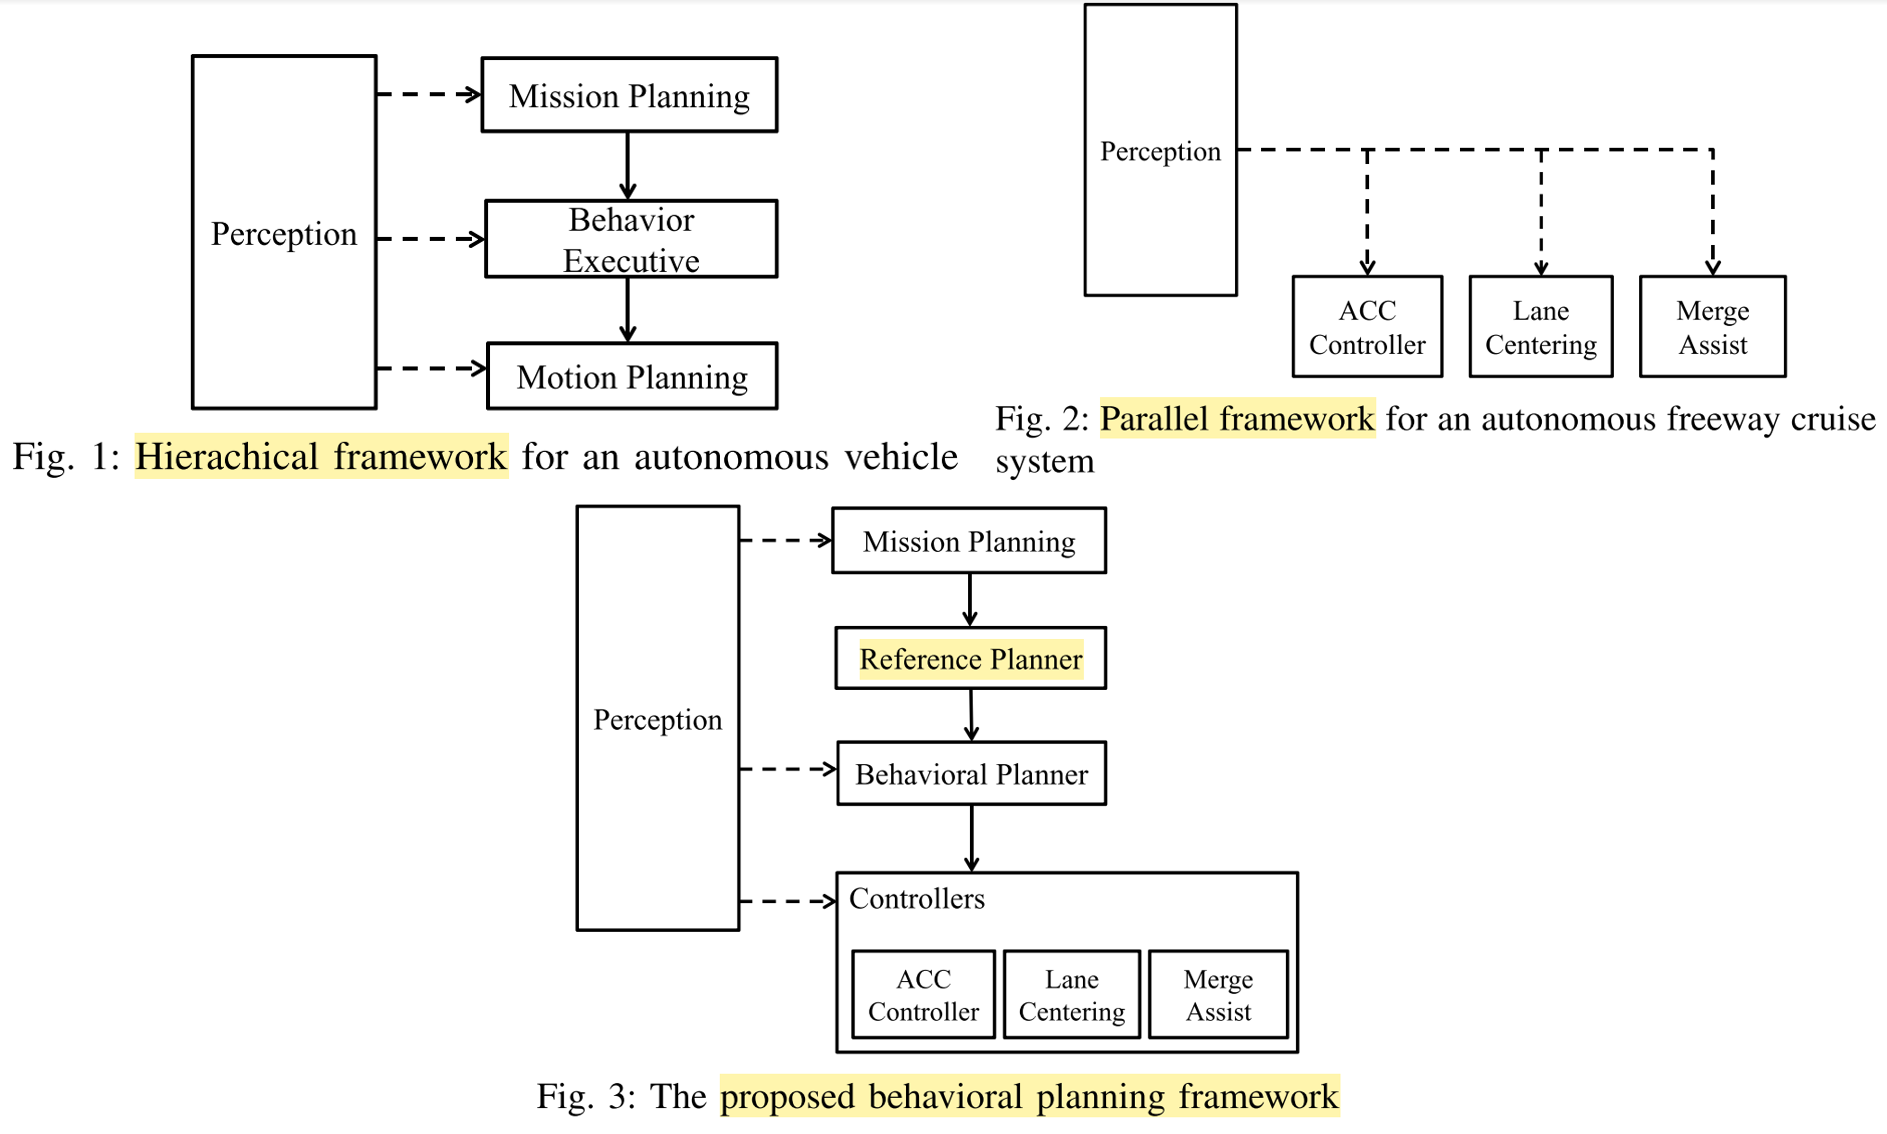 Perception
Mission Planning
Behavior
Executive
Motion Planning
Fig. 1: Hierachical framework for an autonomous vehicle
Perception
ACC
Controller
Lane
Centering
Merge
Assist
Fig. 2: Parallel framework for an autonomous freeway cruise
system
Perception
Mission Planning
Reference Planner
Behavioral Planner
Controllers
ACC
Controller
Lane
Centering
Merge
Assist
Fig. 3: The proposed behavioral planning framework